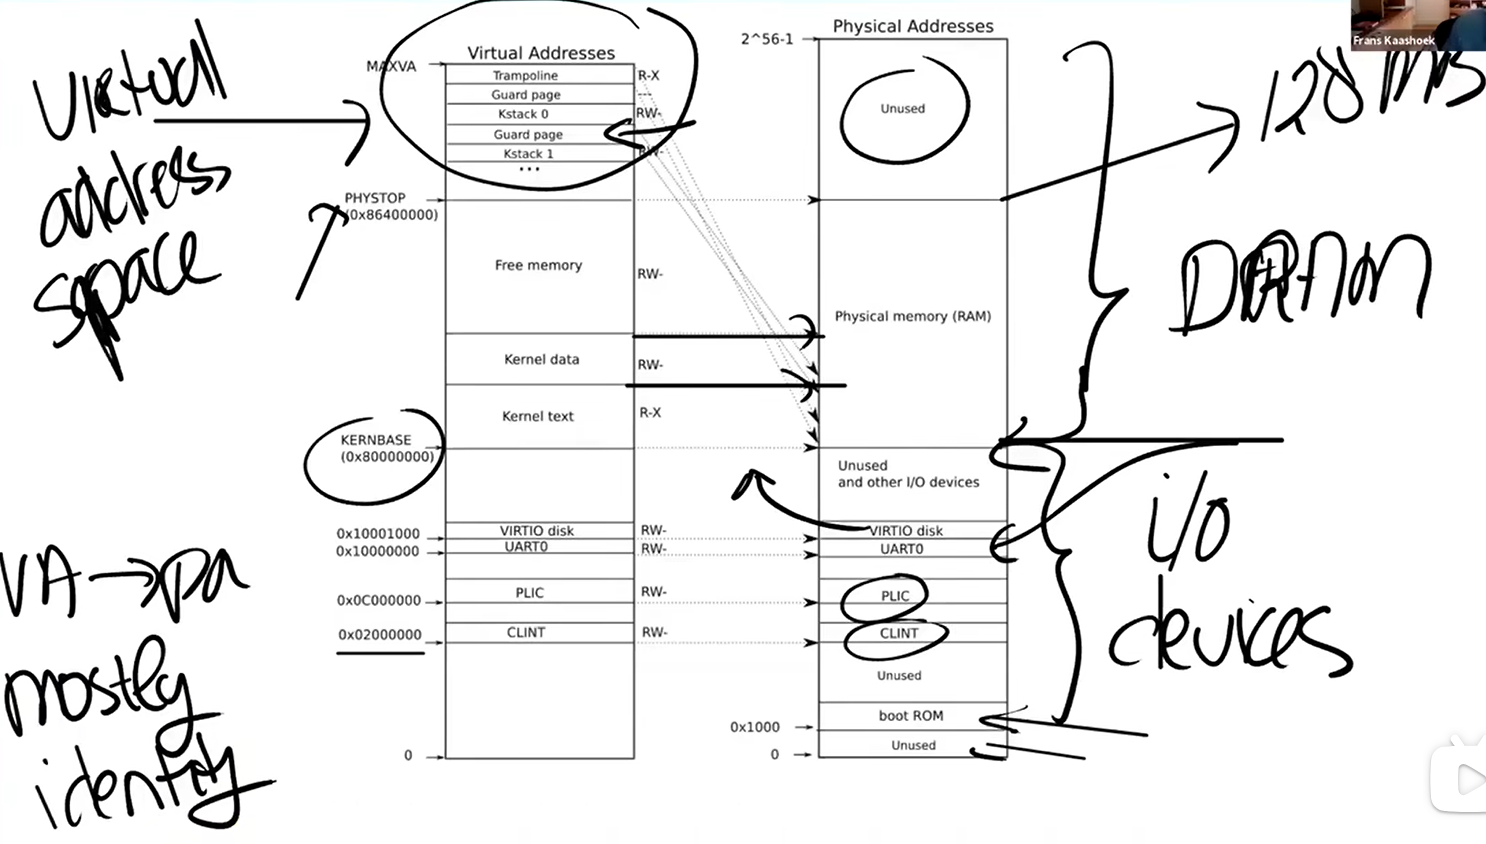 Frans Kaashoek
Virtual
address
space
VA → pa
mostly
identity
Virtual Addresses
MAXVA
Trampoline
R-X
Guard page
---
Kstack 0
RW-
Guard page
Kstack 1
RW-
...
PHYSTOP
(0x86400000)
Free memory
RW-
Kernel data
RW-
Kernel text
R-X
KERNBASE
(0x80000000)
0x10001000
VIRTIO disk
RW-
0x10000000
UART0
RW-
PLIC
RW-
0x0C000000
CLINT
RW-
0x02000000
0
Physical Addresses
2^56-1
Unused
Physical memory (RAM)
Unused
and other I/O devices
VIRTIO disk
UART0
PLIC
CLINT
Unused
boot ROM
0x1000
Unused
0
128 MB
DRAM
i/o
devices